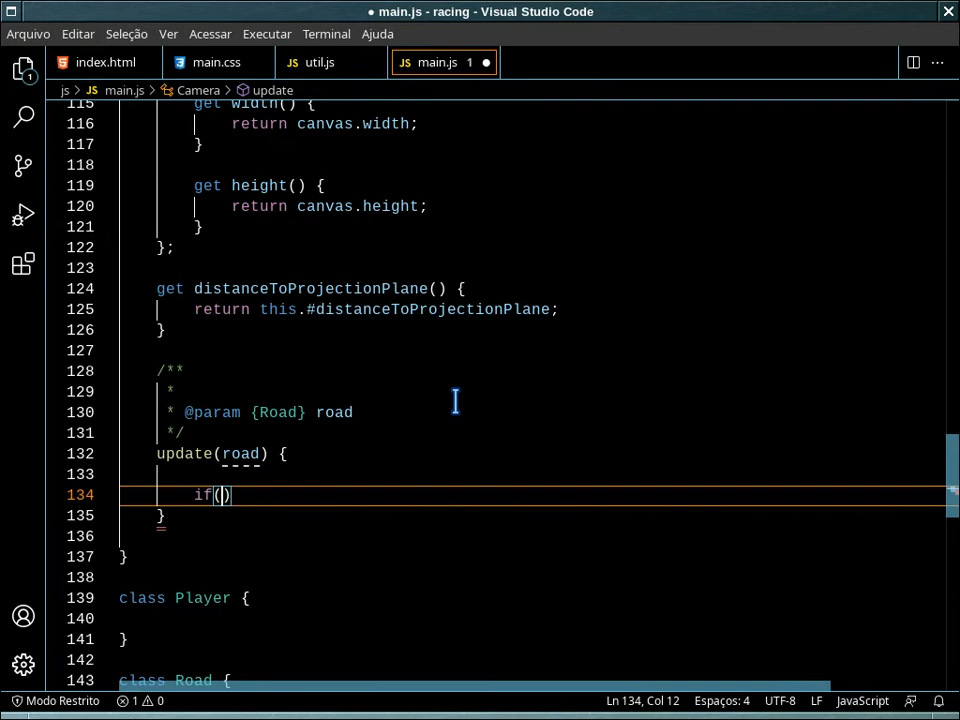 ● main.js - racing - Visual Studio Code
Arquivo Editar Seleção Ver Acessar Executar Terminal Ajuda
index.html main.css JS util.js JS main.js 1 ●
js > JS main.js > Camera > update
115 get width() {
116 return canvas.width;
117 }
118
119 get height() {
120 return canvas.height;
121 }
122 };
123
124 get distanceToProjectionPlane() {
125 return this.#distanceToProjectionPlane;
126 }
127
128 /**
129 *
130 * @param {Road} road
131 */
132 update(road) {
133
134 if()
135 }
136
137 }
138
139 class Player {
140
141 }
142
143 class Road {
Modo Restrito 1 0 Ln 134, Col 12 Espaços: 4 UTF-8 LF JavaScript